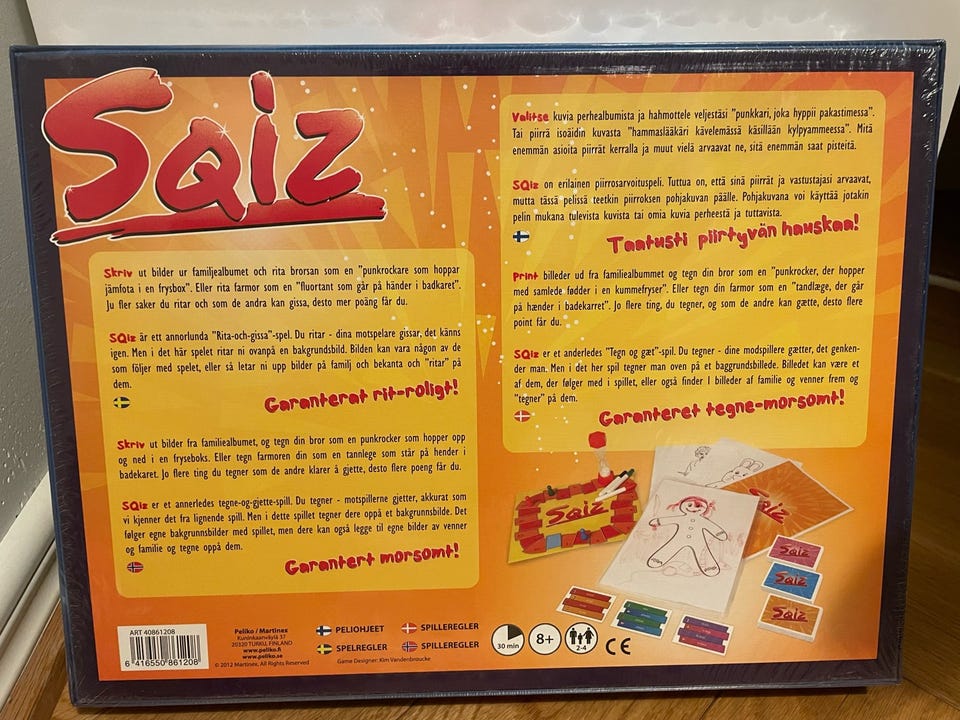 SQiz
Skriv ut bilder ur familjealbumet och rita brorsan som en "punkrockare som hoppar
jämfota i en frysbox". Eller rita farmor som en "fluortant som går på händer i badkaret".
Ju fler saker du ritar och som de andra kan gissa, desto mer poäng får du.
SQiz är ett annorlunda "Rita-och-gissa"-spel. Du ritar - dina motspelare gissar, det känns
igen. Men i det här spelet ritar ni ovanpå en bakgrundsbild. Bilden kan vara någon av de
som följer med spelet, eller så letar ni upp bilder på familj och bekanta och "ritar" på
dem.
Garanterat rit-roligt!
Skriv ut bilder fra familiealbumet, og tegn din bror som en punkrocker som hopper opp
og ned i en fryseboks. Eller tegn farmoren din som en tannlege som står på hender i
badekaret. Jo flere ting du tegner som de andre klarer å gjette, desto flere poeng får du.
SQiz er et annerledes tegne-og-gjette-spill. Du tegner - motspillerne gjetter, akkurat som
vi kjenner det fra lignende spill. Men i dette spillet tegner dere oppå et bakgrunnsbilde. Det
følger egne bakgrunnsbilder med spillet, men dere kan også legge til egne bilder av venner
og familie og tegne oppå dem.
Garantert morsomt!
Valitse kuvia perhealbumista ja hahmottele veljestäsi "punkkari, joka hyppii pakastimessa".
Tai piirrä isoäidin kuvasta "hammaslääkäri kävelemässä käsillään kylpyammeessa". Mitä
enemmän asioita piirrät kerralla ja muut vielä arvaavat ne, sitä enemmän saat pisteitä.
SQiz on erilainen piirrosarvoituspeli. Tuttua on, että sinä piirrät ja vastustajasi arvaavat,
mutta tässä pelissä teetkin piirroksen pohjakuvan päälle. Pohjakuvana voi käyttää jotakin
pelin mukana tulevista kuvista tai omia kuvia perheestä ja tuttavista.
Taatusti piirtyvän hauskaa!
Print billeder ud fra familiealbummet og tegn din bror som en "punkrocker, der hopper
med samlede fødder i en kummefryser". Eller tegn din farmor som en "tandlæge, der går
på hænder i badekarret". Jo flere ting, du tegner, og som de andre kan gætte, desto flere
point får du.
SQiz er et anderledes "Tegn og gæt"-spil. Du tegner - dine modspillere gætter, det genken-
der man. Men i det her spil tegner man oven på et baggrundsbillede. Billedet kan være et
af dem, der følger med i spillet, eller også finder I billeder af familie og venner frem og
"tegner" på dem.
Garanteret tegne-morsomt!
SQiz
SQiz
SQiz
SQiz
SQiz
ART 40861208
6 416550 861208
Peliko / Martinex
Kuninkaanväylä 37
20320 TURKU, FINLAND
www.peliko.fi
www.peliko.se
© 2012 Martinex, All Rights Reserved
PELIOHJEET
SPILLEREGLER
SPELREGLER
SPILLEREGLER
Game Designer: Kim Vandenbroucke
30 min
8+
2-4
CE